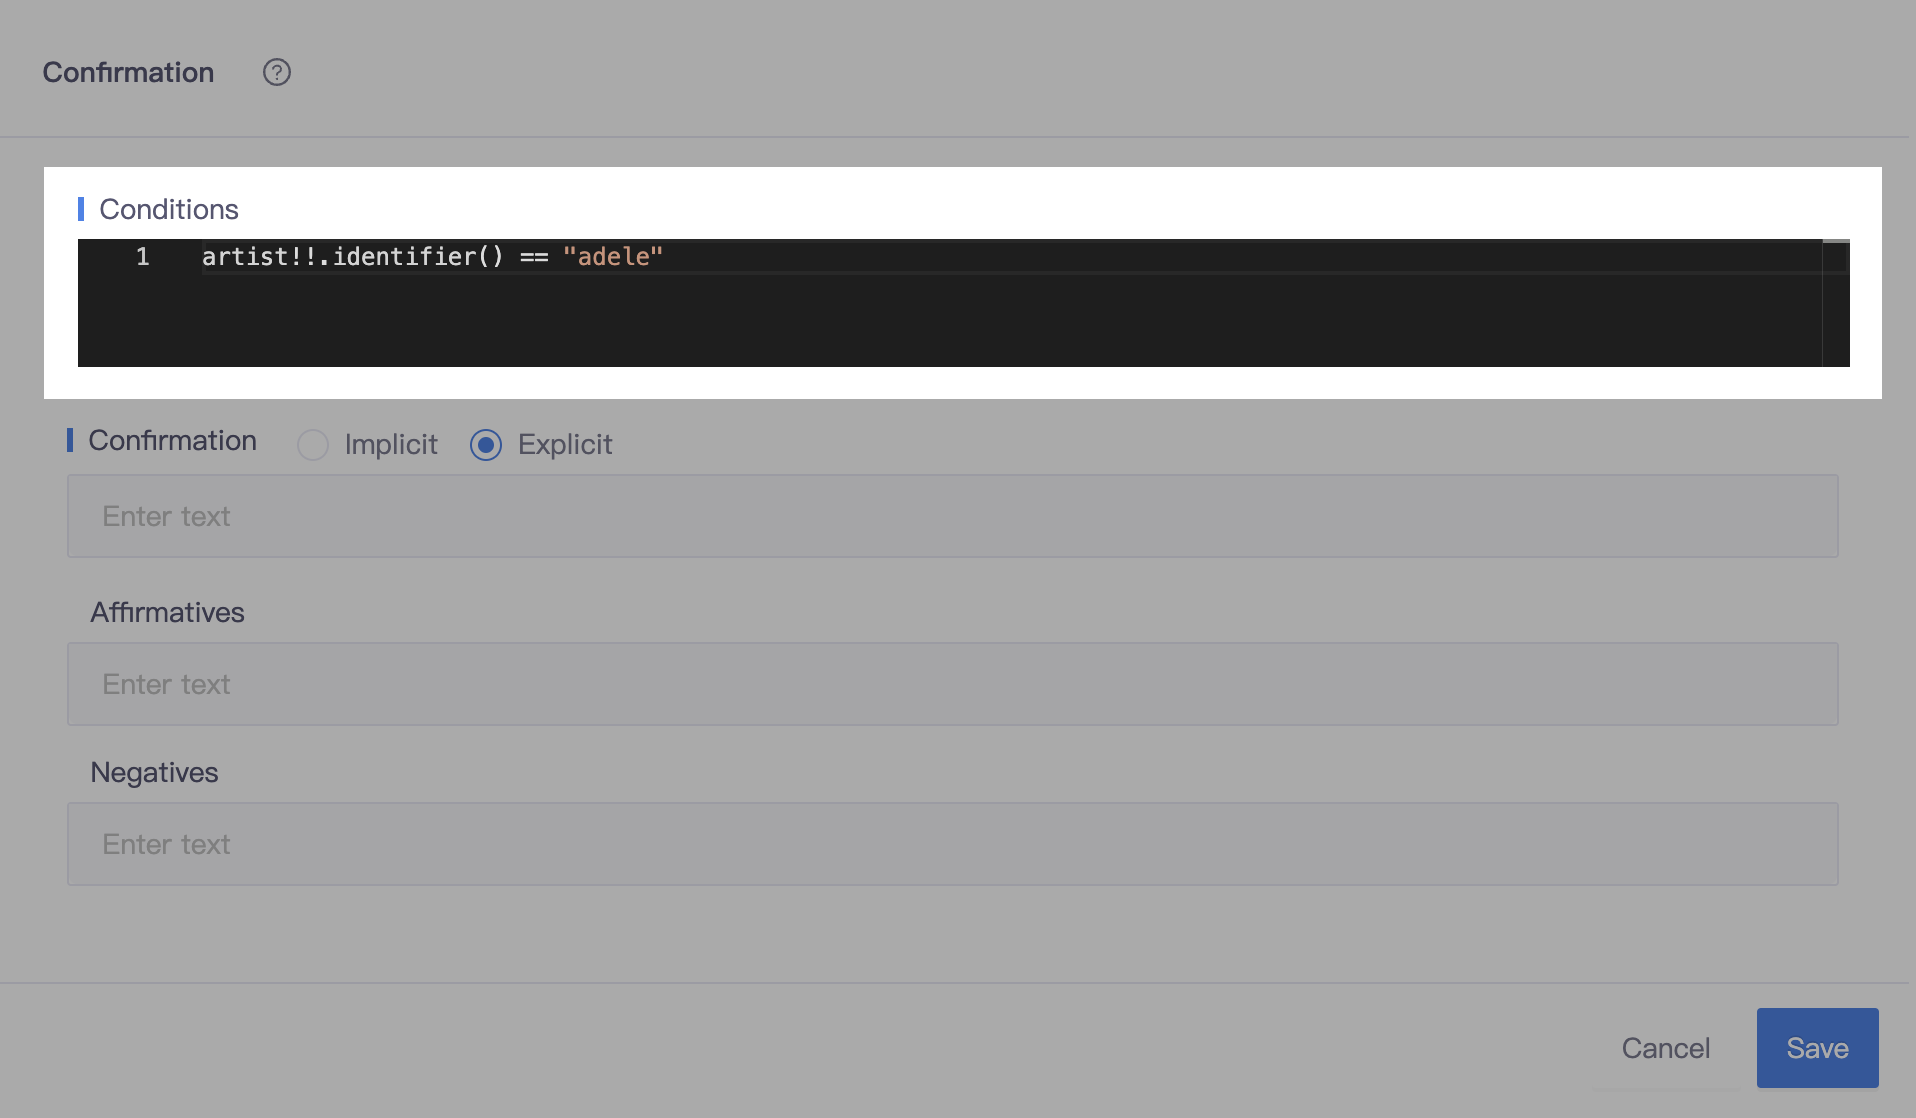 Confirmation ?
Conditions
1 artist!!.identifier() == "adele"
Confirmation Implicit Explicit
Enter text
Affirmatives
Enter text
Negatives
Enter text
Cancel Save